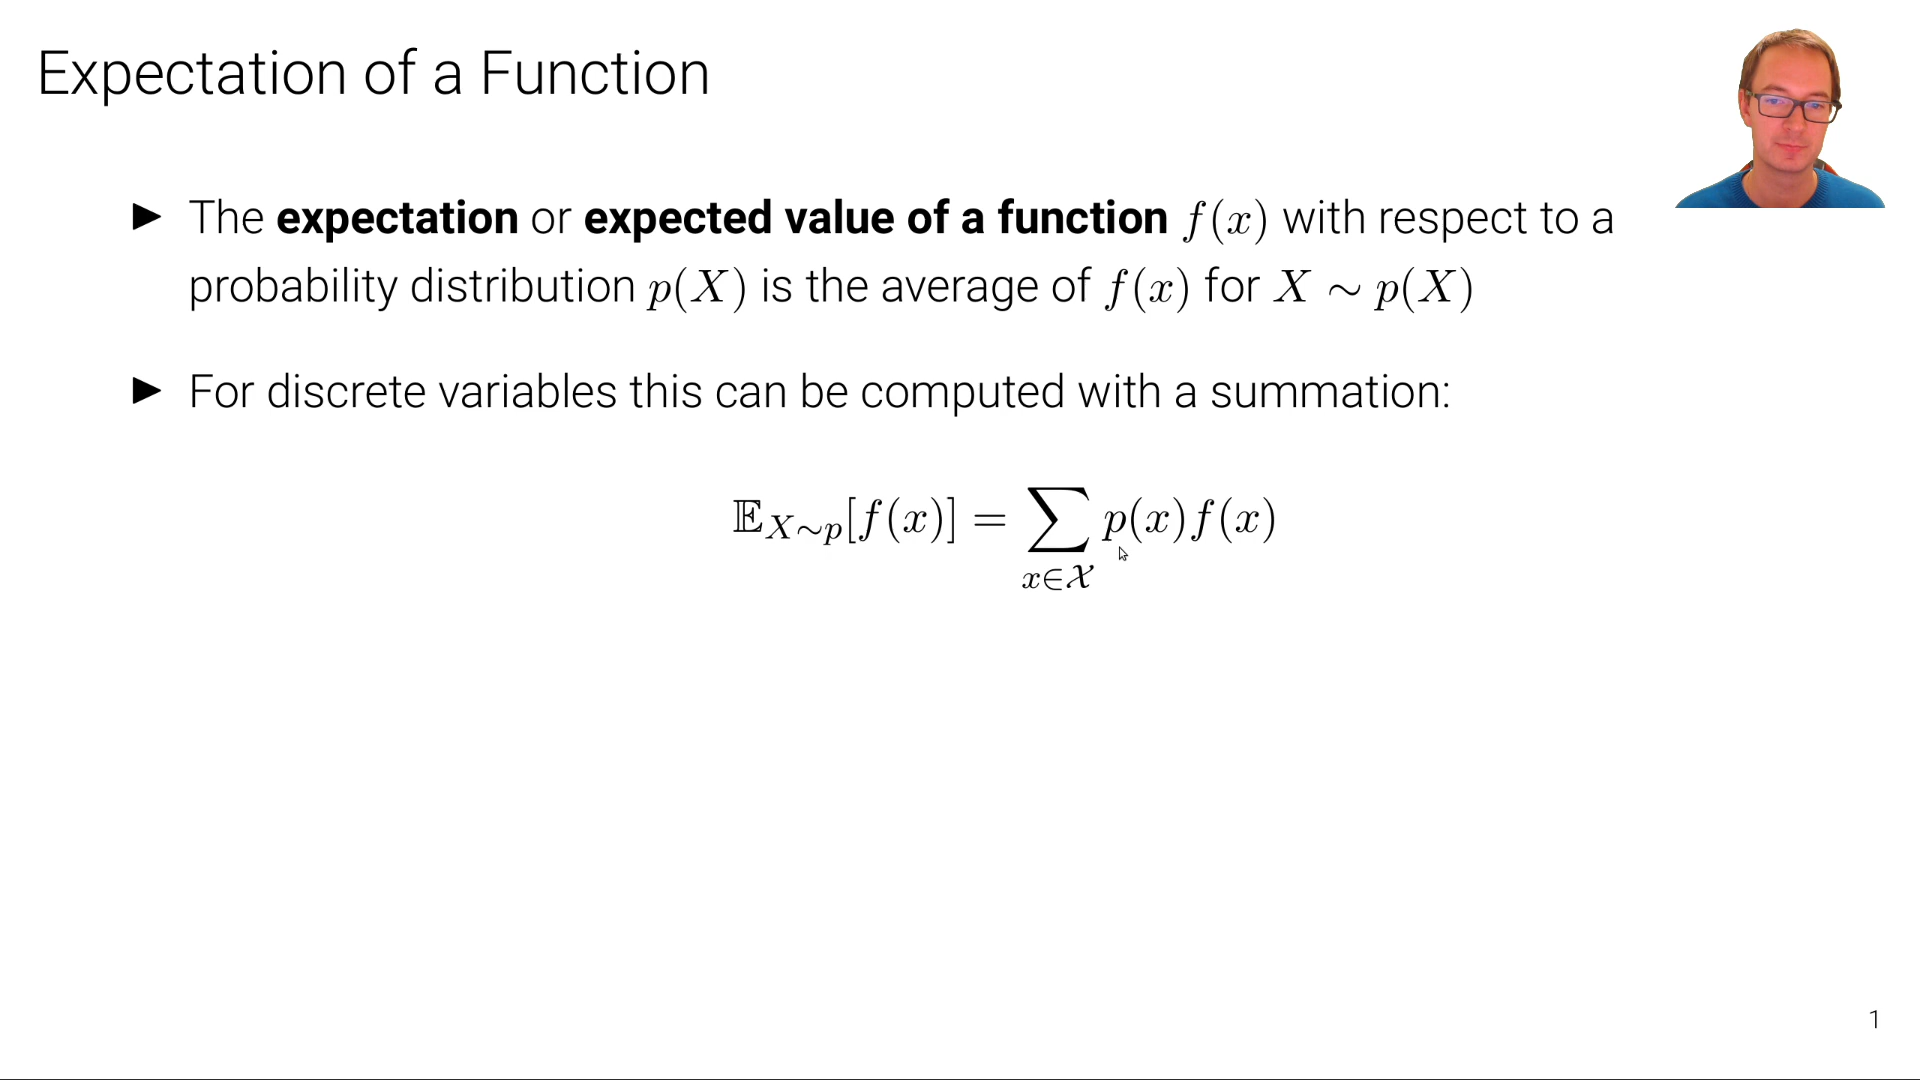 Expectation of a Function
► The expectation or expected value of a function f(x) with respect to a
probability distribution p(X) is the average of f(x) for X ∼ p(X)
► For discrete variables this can be computed with a summation:
𝔼_{X∼p}[f(x)] = ∑_{x∈𝒳} p(x)f(x)
1